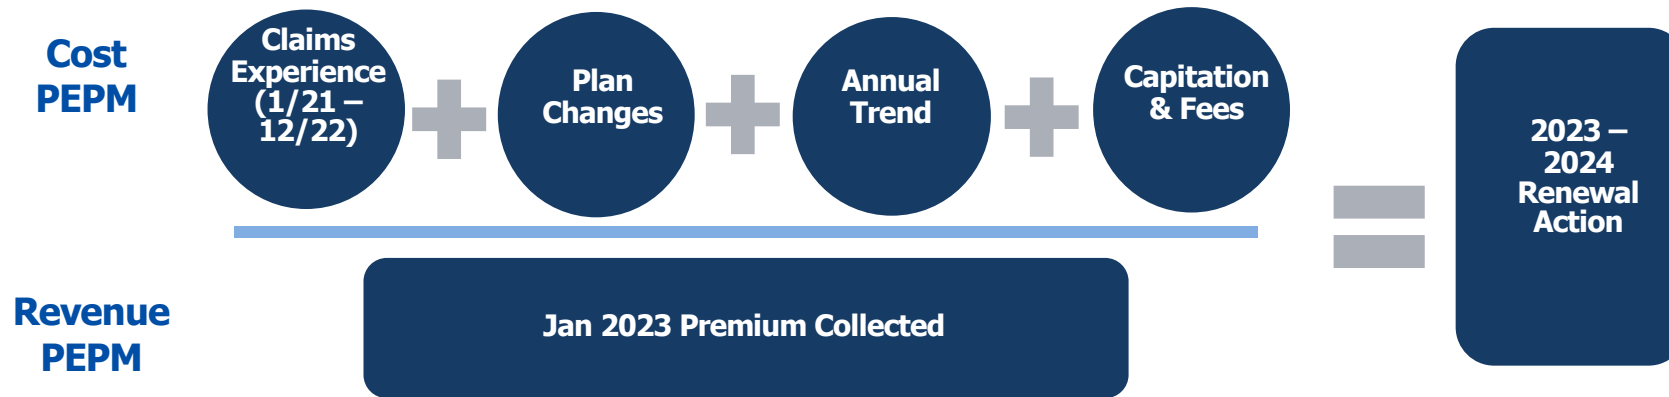 Cost
PEPM
Claims
Experience
(1/21 –
12/22)
Plan
Changes
Annual
Trend
Capitation
& Fees
2023 –
2024
Renewal
Action
Revenue
PEPM
Jan 2023 Premium Collected